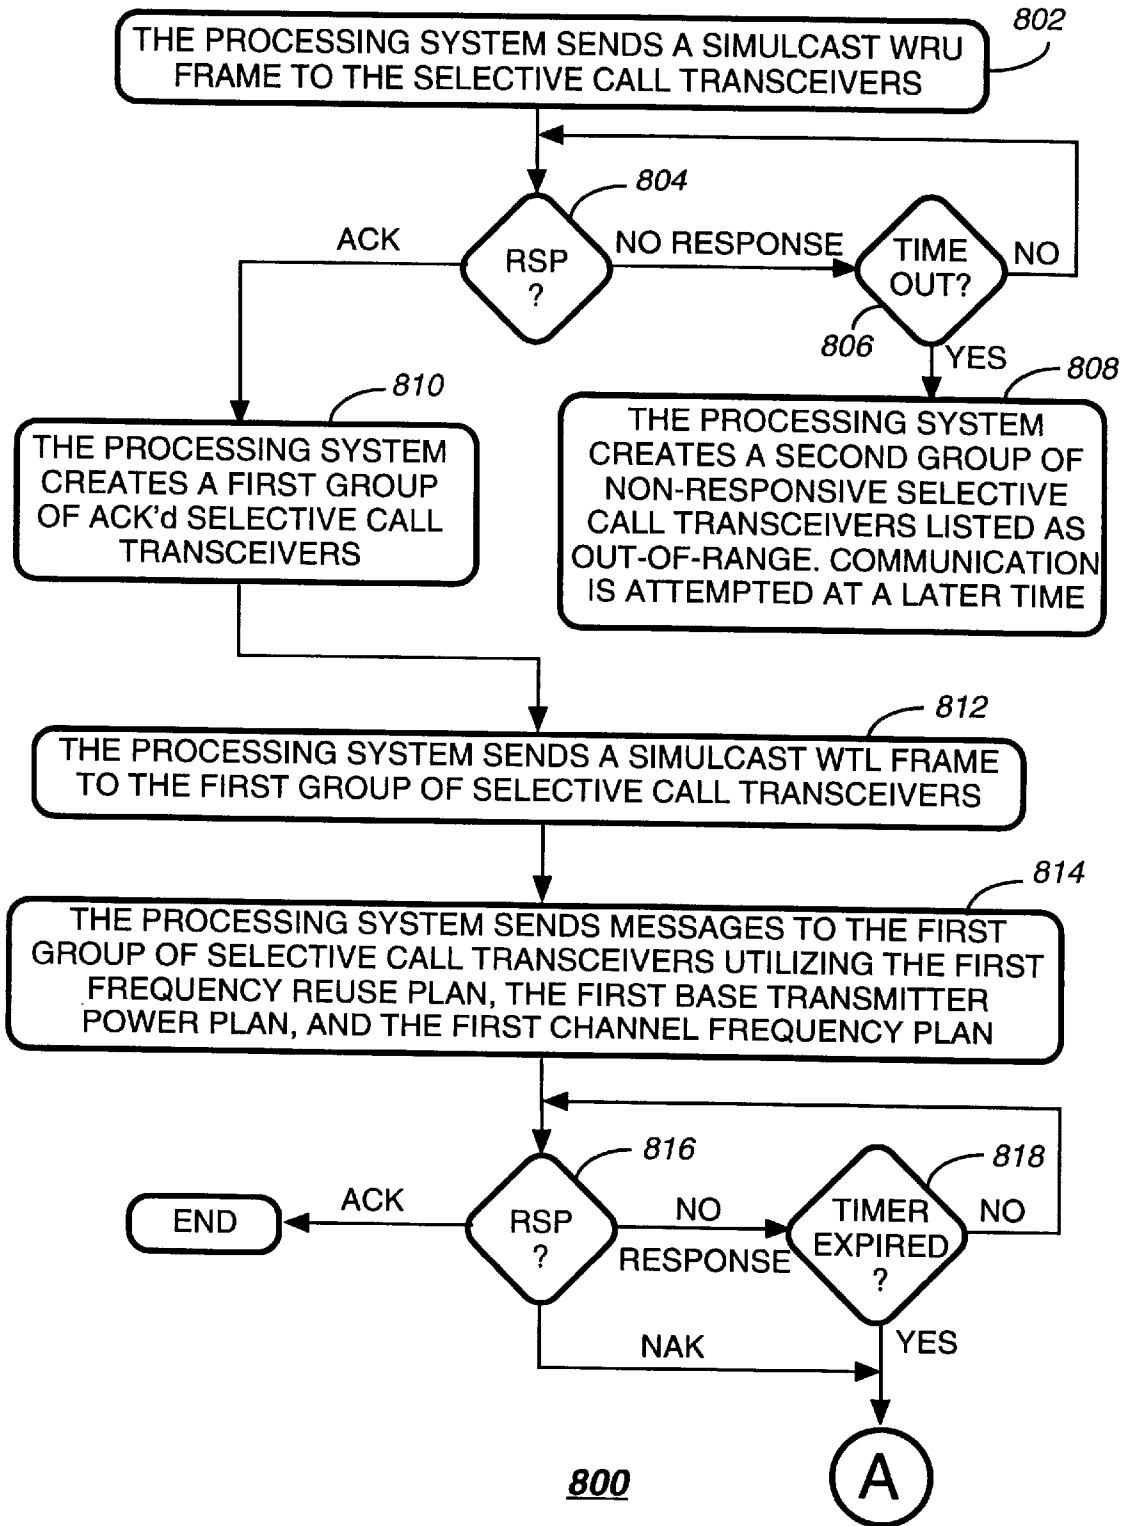 802
THE PROCESSING SYSTEM SENDS A SIMULCAST WRU
FRAME TO THE SELECTIVE CALL TRANSCEIVERS
804
ACK
RSP
?
NO RESPONSE
TIME
OUT?
NO
806
YES
810
808
THE PROCESSING SYSTEM
CREATES A FIRST GROUP
OF ACK'd SELECTIVE CALL
TRANSCEIVERS
THE PROCESSING SYSTEM
CREATES A SECOND GROUP OF
NON-RESPONSIVE SELECTIVE
CALL TRANSCEIVERS LISTED AS
OUT-OF-RANGE. COMMUNICATION
IS ATTEMPTED AT A LATER TIME
812
THE PROCESSING SYSTEM SENDS A SIMULCAST WTL FRAME
TO THE FIRST GROUP OF SELECTIVE CALL TRANSCEIVERS
814
THE PROCESSING SYSTEM SENDS MESSAGES TO THE FIRST
GROUP OF SELECTIVE CALL TRANSCEIVERS UTILIZING THE FIRST
FREQUENCY REUSE PLAN, THE FIRST BASE TRANSMITTER
POWER PLAN, AND THE FIRST CHANNEL FREQUENCY PLAN
816
818
END
ACK
RSP
?
NO
RESPONSE
TIMER
EXPIRED
?
NO
NAK
YES
A
800